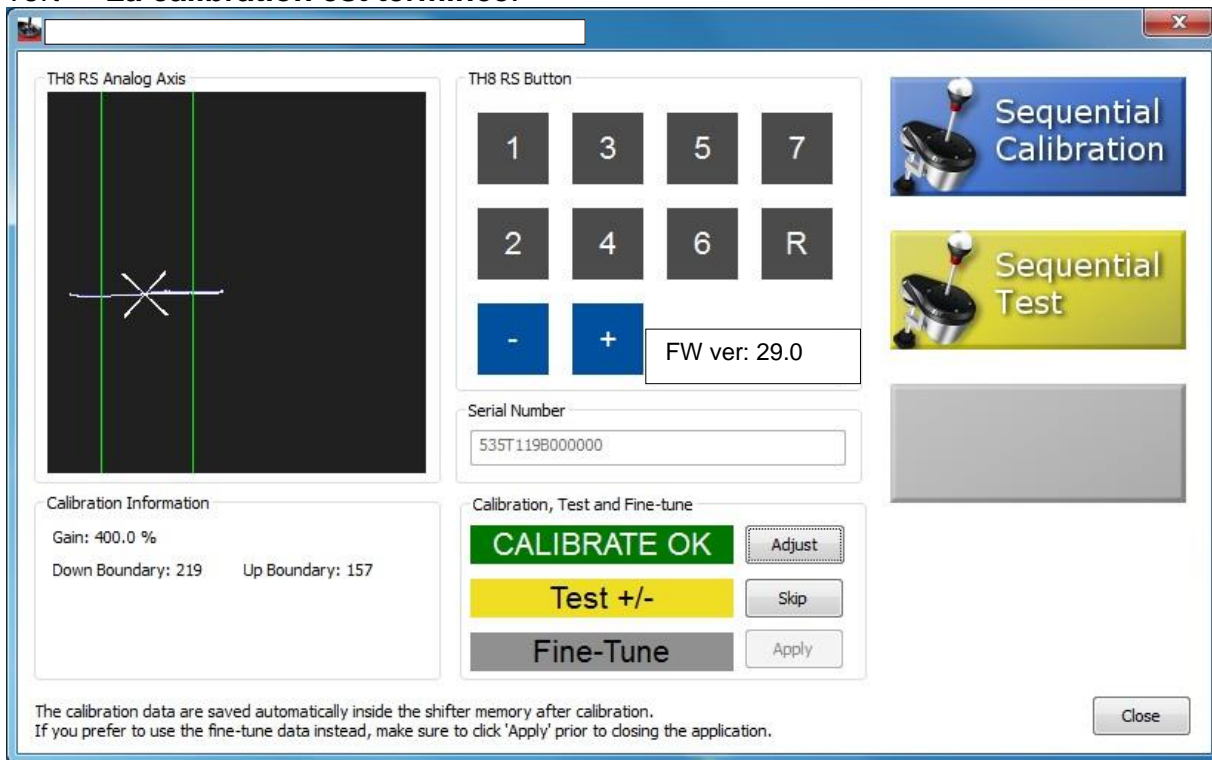 La calibration est terminée.
TH8 RS Analog Axis
TH8 RS Button
1 3 5 7
2 4 6 R
- +
FW ver: 29.0
Serial Number
535T119B000000
Sequential
Calibration
Sequential
Test
Calibration Information
Gain: 400.0 %
Down Boundary: 219 Up Boundary: 157
Calibration, Test and Fine-tune
CALIBRATE OK Adjust
Test +/- Skip
Fine-Tune Apply
The calibration data are saved automatically inside the shifter memory after calibration.
If you prefer to use the fine-tune data instead, make sure to click 'Apply' prior to closing the application.
Close